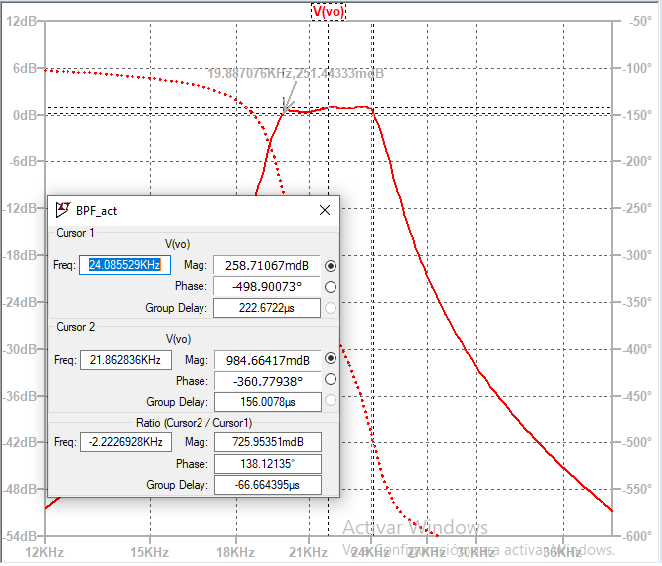 V(vo)
12dB
6dB
0dB
-6dB
-12dB
-18dB
-24dB
-30dB
-36dB
-42dB
-48dB
-54dB
-50°
-100°
-150°
-200°
-250°
-300°
-350°
-400°
-450°
-500°
-550°
-600°
19.887076KHz,251.44333mdB
BPF_act
Cursor 1
V(vo)
Freq: 24.085529KHz Mag: 258.71067mdB
Phase: -498.90073°
Group Delay: 222.6722µs
Cursor 2
V(vo)
Freq: 21.862836KHz Mag: 984.66417mdB
Phase: -360.77938°
Group Delay: 156.0078µs
Ratio (Cursor2 / Cursor1)
Freq: -2.2226928KHz Mag: 725.95351mdB
Phase: 138.12135°
Group Delay: -66.664395µs
Activar Windows
a activar Windows.
12KHz 15KHz 18KHz 21KHz 24KHz 27KHz 30KHz 36KHz